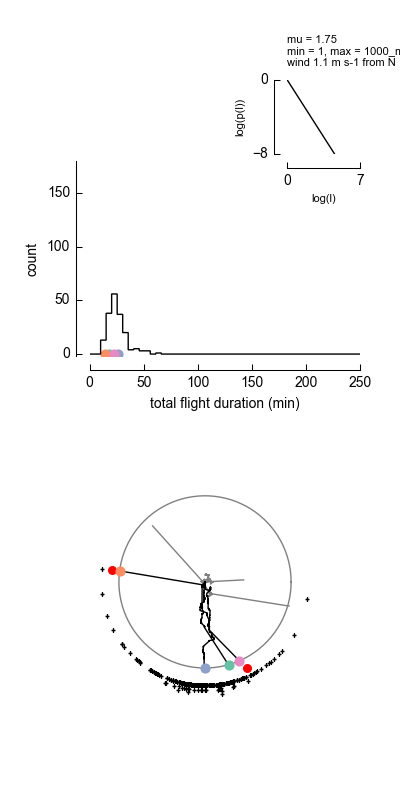 mu = 1.75
min = 1, max = 1000_m
wind 1.1 m s-1 from N
0
−8
log(p(l))
0
7
log(l)
150
100
50
0
count
0
50
100
150
200
250
total flight duration (min)